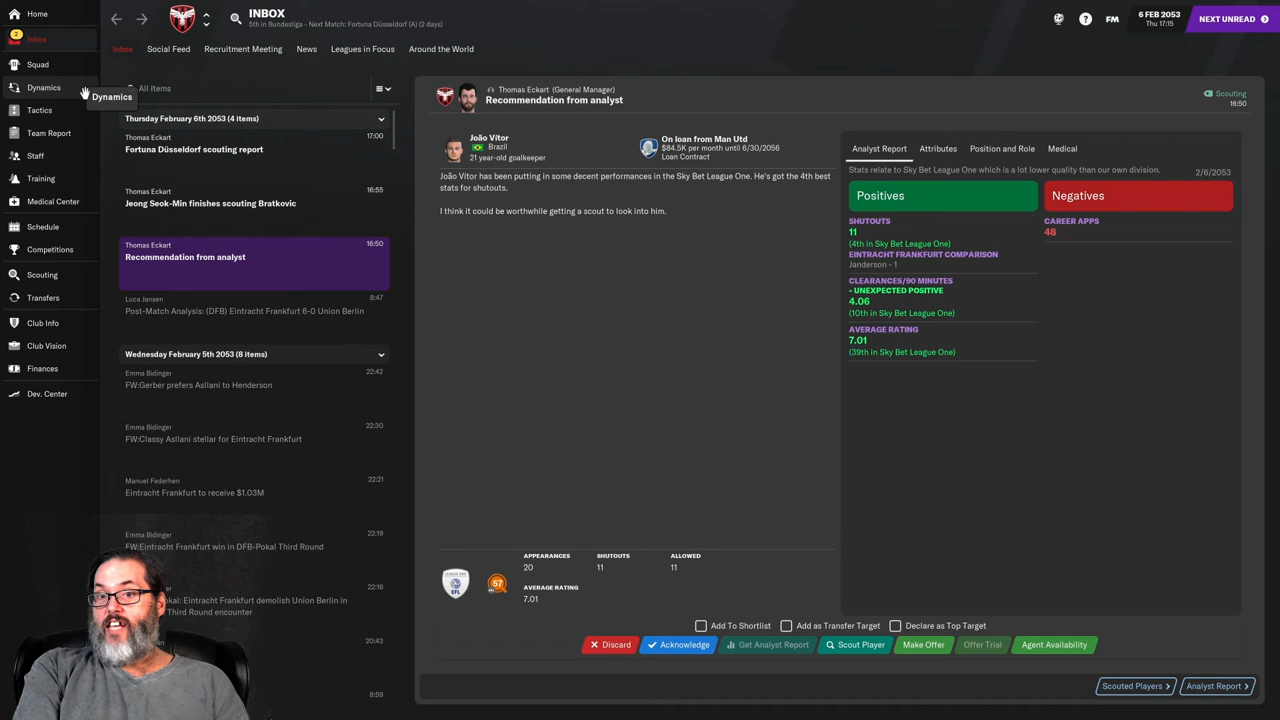 Home
INBOX
5th in Bundesliga - Next Match: Fortuna Düsseldorf (A) (2 days)
FM
6 FEB 2053
Thu 17:15
NEXT UNREAD
2
Inbox
Squad
Dynamics
Tactics
Team Report
Staff
Training
Medical Center
Schedule
Competitions
Scouting
Transfers
Club Info
Club Vision
Finances
Dev. Center
Dynamics
Inbox
Social Feed
Recruitment Meeting
News
Leagues in Focus
Around the World
All Items
Thursday February 6th 2053 (4 items)
Thomas Eckart
17:00
Fortuna Düsseldorf scouting report
Thomas Eckart
16:55
Jeong Seok-Min finishes scouting Bratkovic
Thomas Eckart
16:50
Recommendation from analyst
Luca Jansen
8:47
Post-Match Analysis: (DFB) Eintracht Frankfurt 6-0 Union Berlin
Wednesday February 5th 2053 (8 items)
Emma Bidinger
22:42
FW:Gerber prefers Asllani to Henderson
Emma Bidinger
22:30
FW:Classy Asllani stellar for Eintracht Frankfurt
Manuel Federhen
22:21
Eintracht Frankfurt to receive $1.03M
Emma Bidinger
22:19
FW:Eintracht Frankfurt win in DFB-Pokal Third Round
22:16
Eintracht Frankfurt demolish Union Berlin in
Third Round encounter
20:43
8:59
Thomas Eckart (General Manager)
Recommendation from analyst
Scouting
16:50
João Vítor
Brazil
21 year-old goalkeeper
On loan from Man Utd
$84.5K per month until 6/30/2056
Loan Contract
João Vítor has been putting in some decent performances in the Sky Bet League One. He's got the 4th best
stats for shutouts.
I think it could be worthwhile getting a scout to look into him.
Analyst Report
Attributes
Position and Role
Medical
Stats relate to Sky Bet League One which is a lot lower quality than our own division.
2/6/2053
Positives
Negatives
SHUTOUTS
11
(4th in Sky Bet League One)
EINTRACHT FRANKFURT COMPARISON
Janderson - 1
CLEARANCES/90 MINUTES
- UNEXPECTED POSITIVE
4.06
(10th in Sky Bet League One)
AVERAGE RATING
7.01
(39th in Sky Bet League One)
CAREER APPS
48
EFL
57
APPEARANCES
20
SHUTOUTS
11
ALLOWED
11
AVERAGE RATING
7.01
Add To Shortlist
Add as Transfer Target
Declare as Top Target
Discard
Acknowledge
Get Analyst Report
Scout Player
Make Offer
Offer Trial
Agent Availability
Scouted Players
Analyst Report